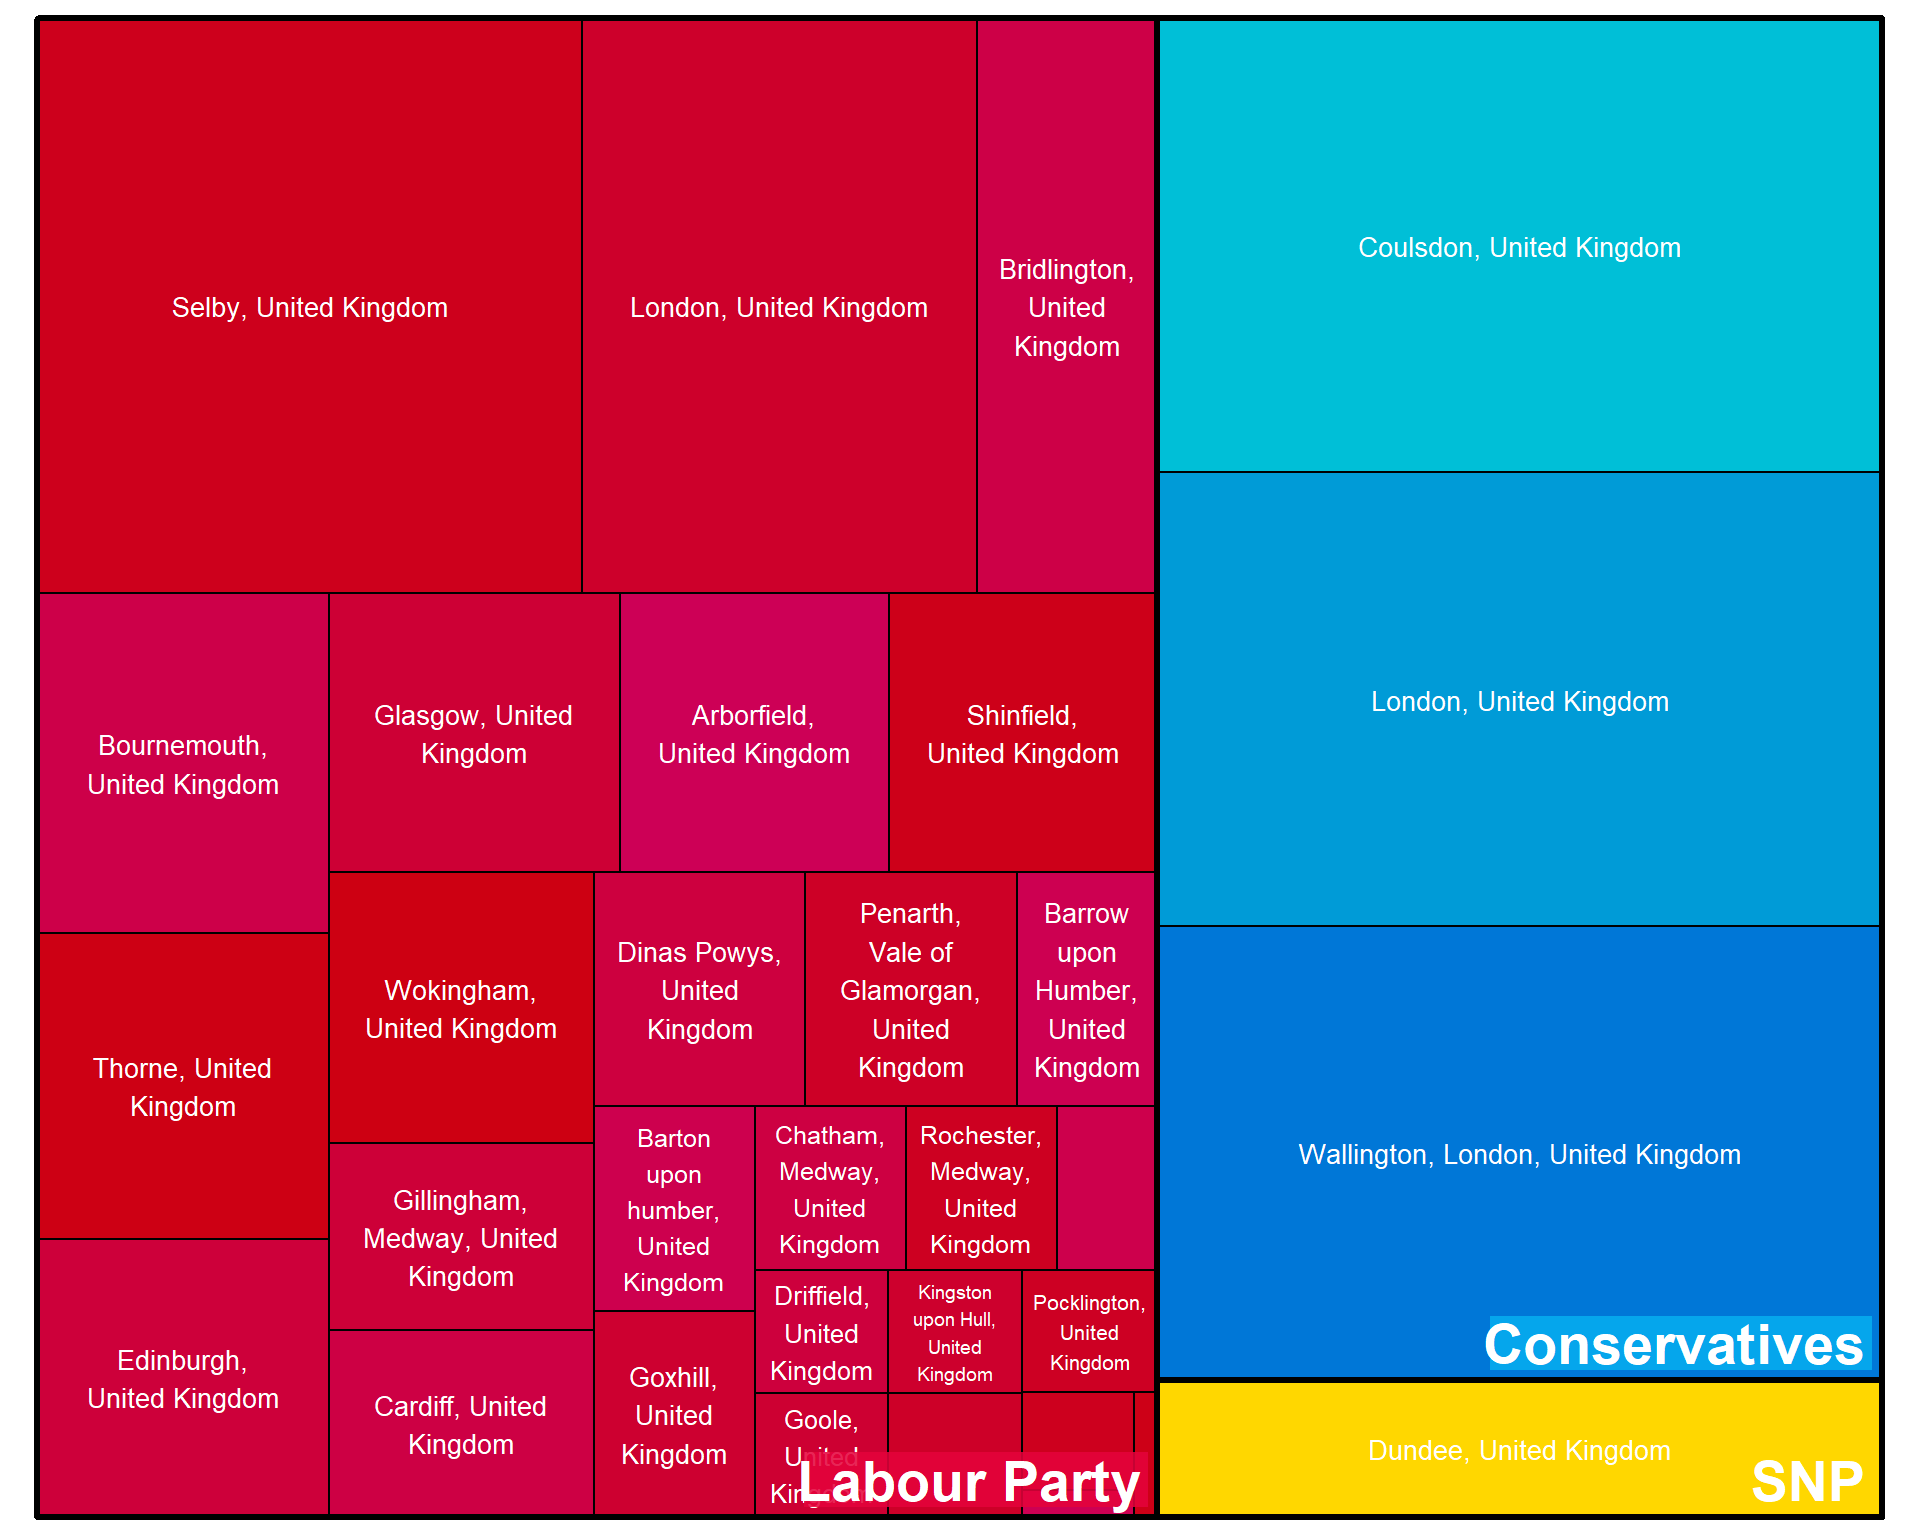 Selby, United Kingdom
London, United Kingdom
Bridlington,
United
Kingdom
Coulsdon, United Kingdom
London, United Kingdom
Wallington, London, United Kingdom
Conservatives
Dundee, United Kingdom
SNP
Bournemouth,
United Kingdom
Glasgow, United
Kingdom
Arborfield,
United Kingdom
Shinfield,
United Kingdom
Thorne, United
Kingdom
Wokingham,
United Kingdom
Dinas Powys,
United
Kingdom
Penarth,
Vale of
Glamorgan,
United
Kingdom
Barrow
upon
Humber,
United
Kingdom
Edinburgh,
United Kingdom
Gillingham,
Medway, United
Kingdom
Cardiff, United
Kingdom
Barton
upon
humber,
United
Kingdom
Chatham,
Medway,
United
Kingdom
Rochester,
Medway,
United
Kingdom
Goxhill,
United
Kingdom
Driffield,
United
Kingdom
Kingston
upon Hull,
United
Kingdom
Pocklington,
United
Kingdom
Goole,
United
Kingdom
Labour Party